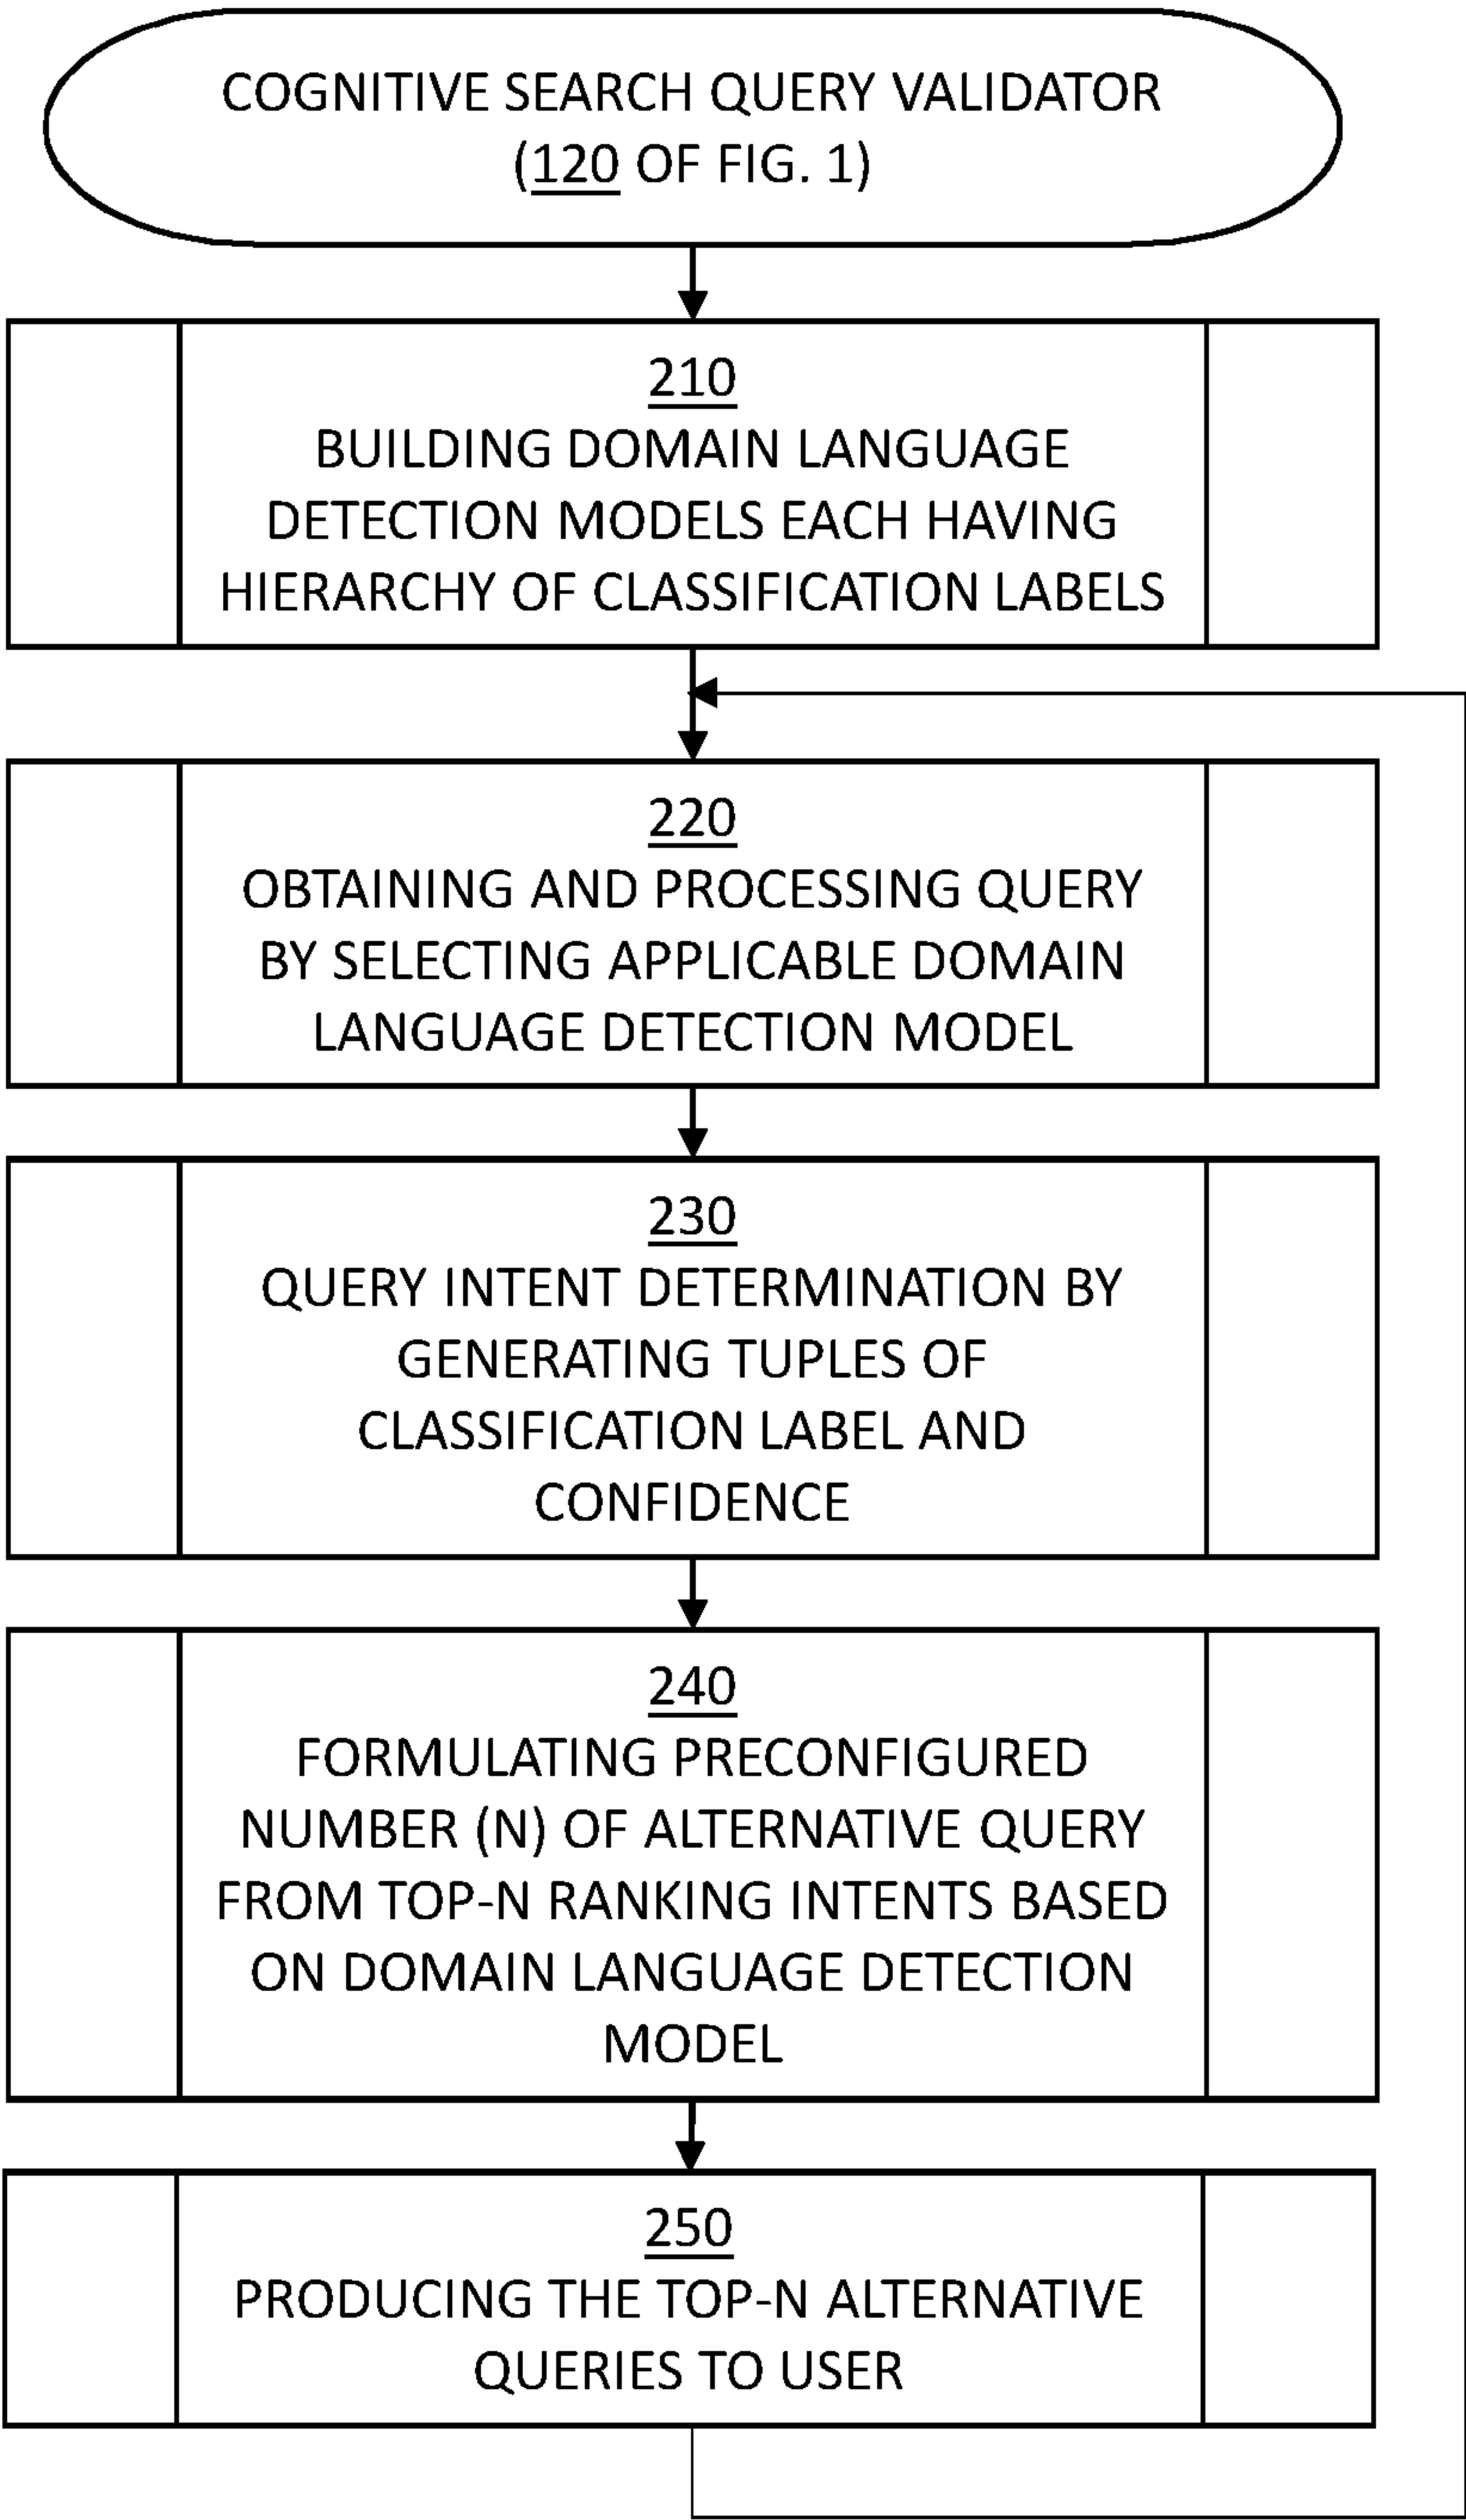 COGNITIVE SEARCH QUERY VALIDATOR
(120 OF FIG. 1)
210
BUILDING DOMAIN LANGUAGE
DETECTION MODELS EACH HAVING
HIERARCHY OF CLASSIFICATION LABELS
220
OBTAINING AND PROCESSING QUERY
BY SELECTING APPLICABLE DOMAIN
LANGUAGE DETECTION MODEL
230
QUERY INTENT DETERMINATION BY
GENERATING TUPLES OF
CLASSIFICATION LABEL AND
CONFIDENCE
240
FORMULATING PRECONFIGURED
NUMBER (N) OF ALTERNATIVE QUERY
FROM TOP-N RANKING INTENTS BASED
ON DOMAIN LANGUAGE DETECTION
MODEL
250
PRODUCING THE TOP-N ALTERNATIVE
QUERIES TO USER